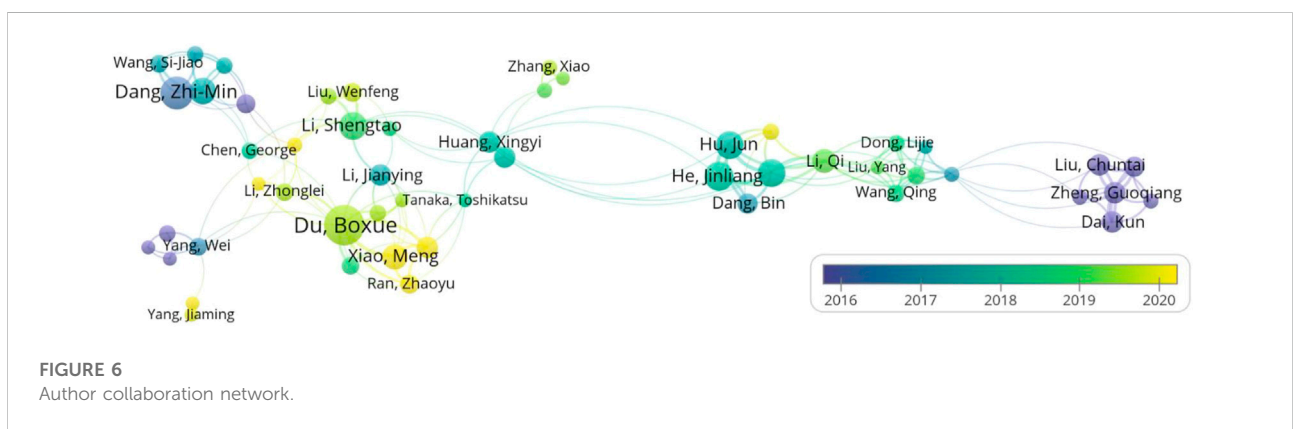 Wang, Si-Jiao
Dang, Zhi-Min
Chen, George
Liu, Wenfeng
Li, Shengtao
Zhang, Xiao
Huang, Xingyi
Li, Jianying
Li, Zhonglei
Tanaka, Toshikatsu
Du, Boxue
Yang, Wei
Xiao, Meng
Ran, Zhaoyu
Yang, Jiaming
Hu, Jun
He, Jinliang
Dang, Bin
Li, Qi
Dong, Lijie
Liu, Yang
Wang, Qing
Liu, Chuntai
Zheng, Guoqiang
Dai, Kun
2016 2017 2018 2019 2020
FIGURE 6
Author collaboration network.